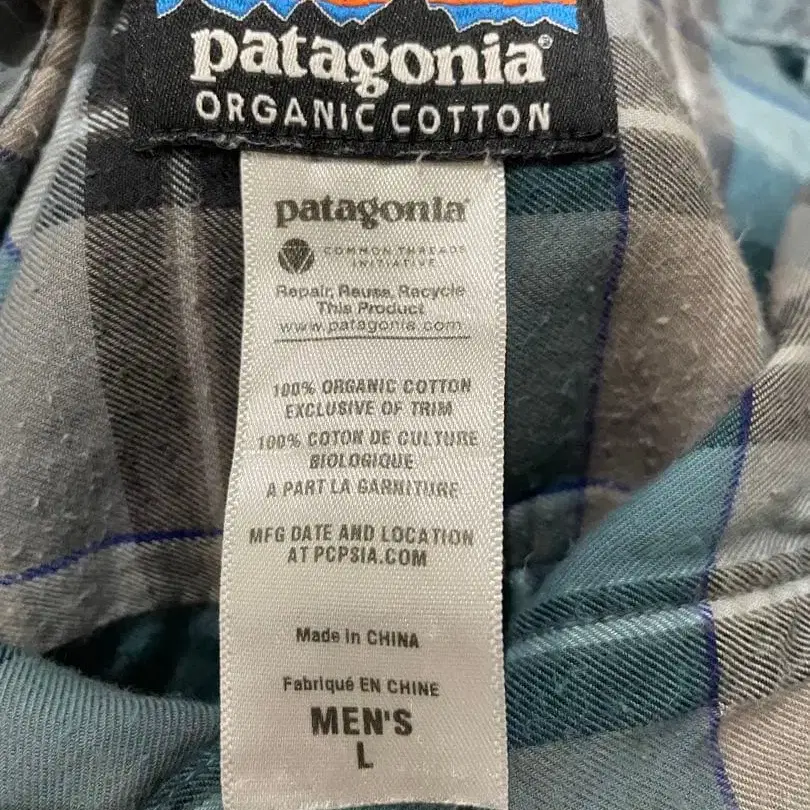 patagonia®
ORGANIC COTTON
patagonia®
COMMON THREADS
INITIATIVE
Repair, Reuse, Recycle
This Product
www.patagonia.com
100% ORGANIC COTTON
EXCLUSIVE OF TRIM
100% COTON DE CULTURE
BIOLOGIQUE
A PART LA GARNITURE
MFG DATE AND LOCATION
AT PCPSIA.COM
Made in CHINA
Fabriqué EN CHINE
MEN'S
L